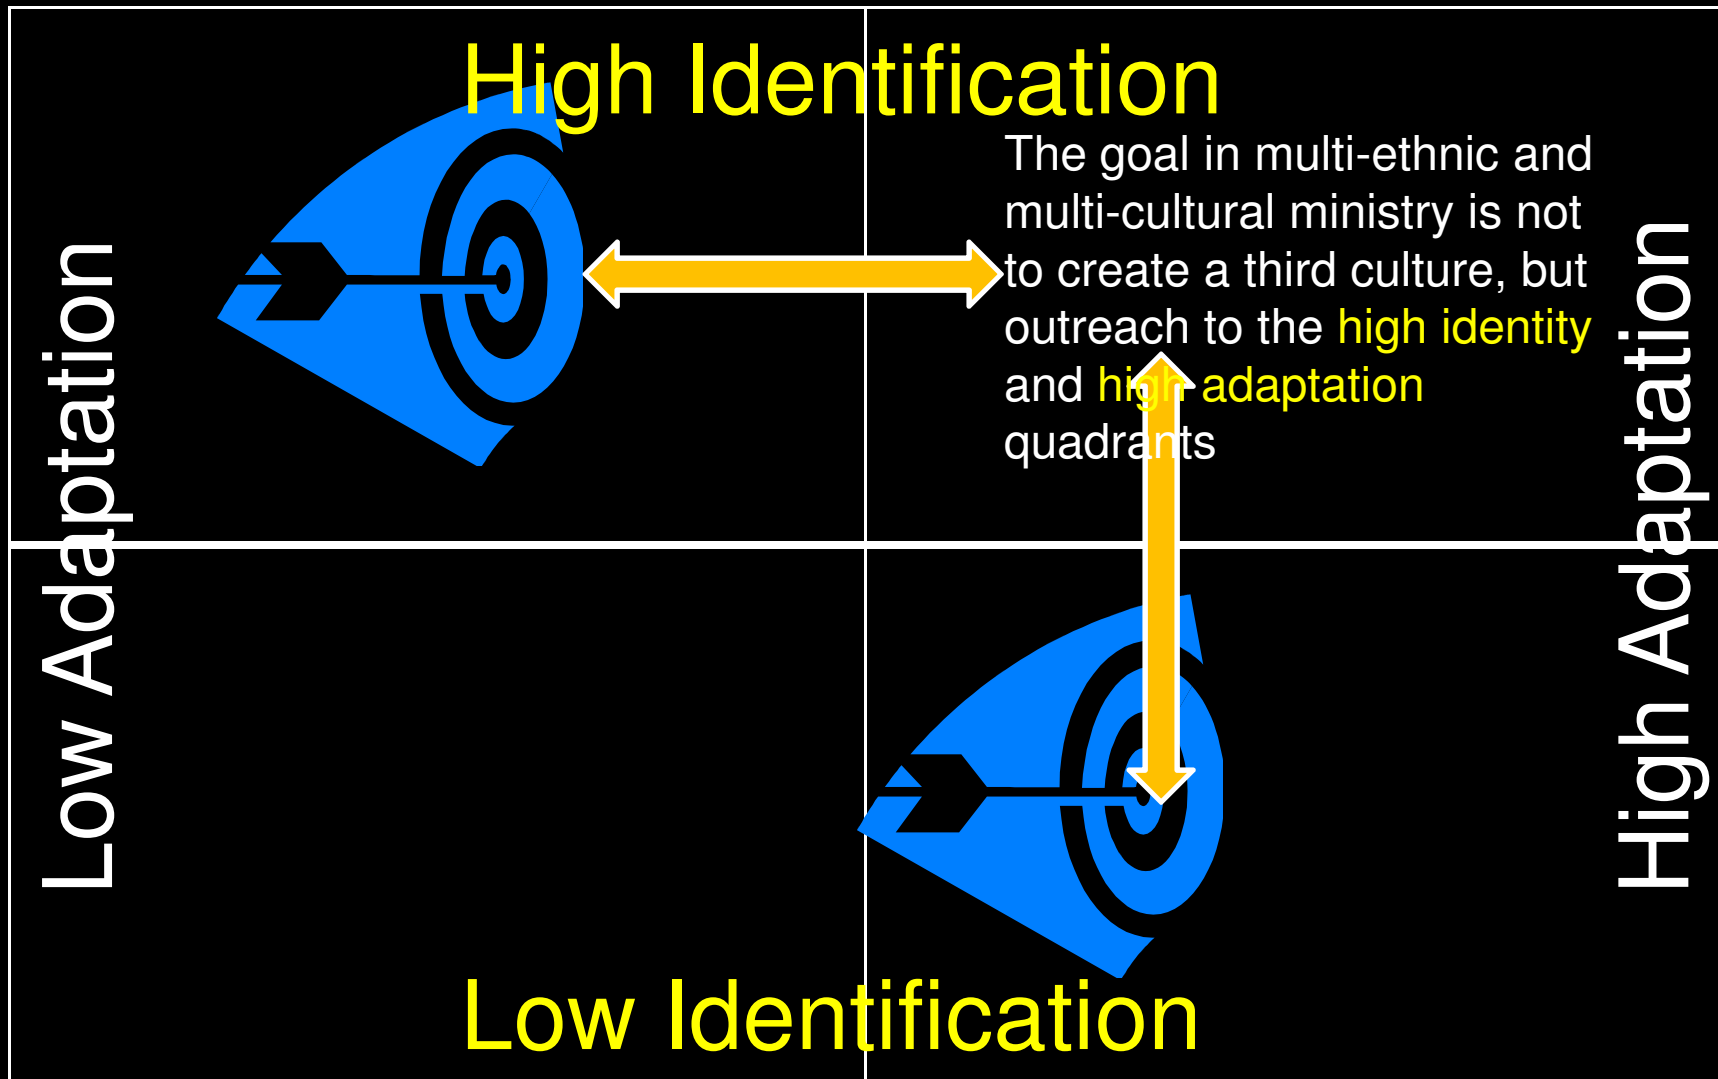 High Identification
The goal in multi-ethnic and
multi-cultural ministry is not
to create a third culture, but
outreach to the high identity
and high adaptation
quadrants
Low Adaptation
High Adaptation
Low Identification